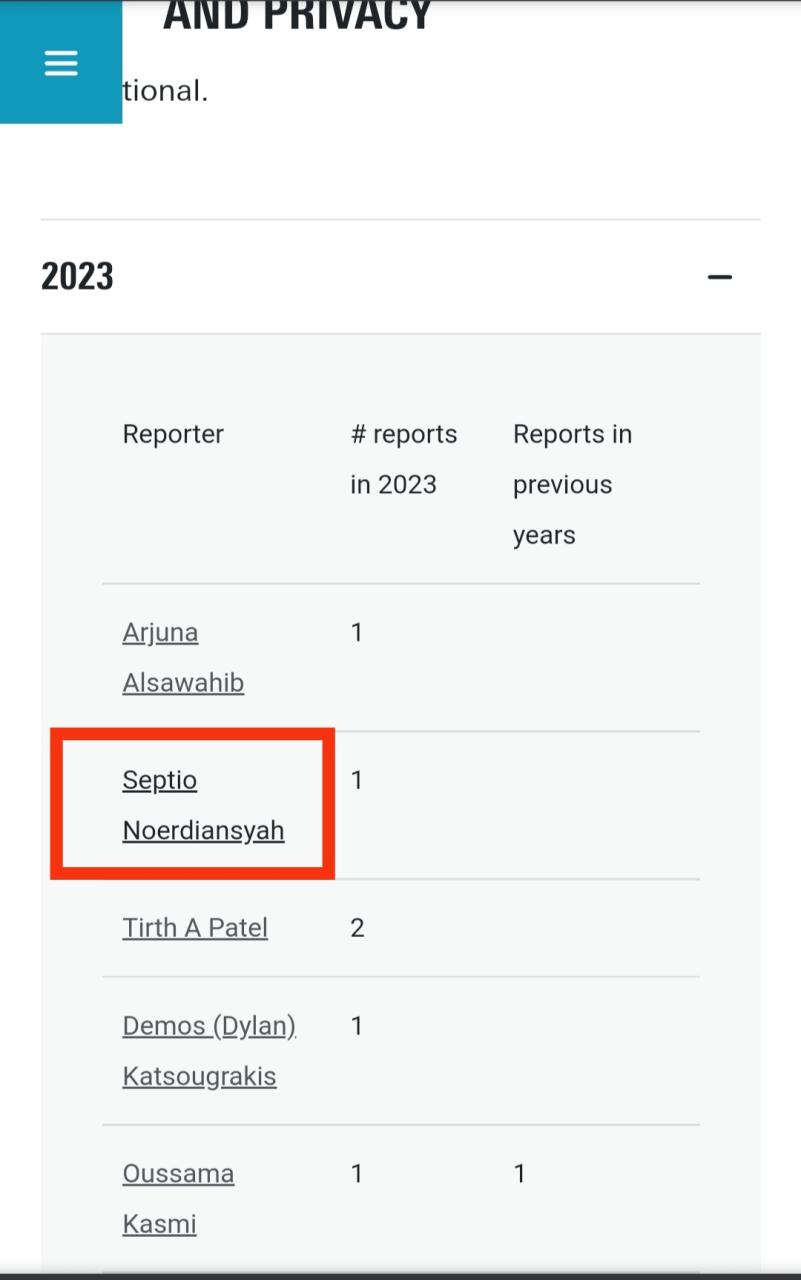 AND PRIVACY
tional.
2023
Reporter # reports Reports in
in 2023 previous
years
Arjuna 1
Alsawahib
Septio 1
Noerdiansyah
Tirth A Patel 2
Demos (Dylan) 1
Katsougrakis
Oussama 1 1
Kasmi